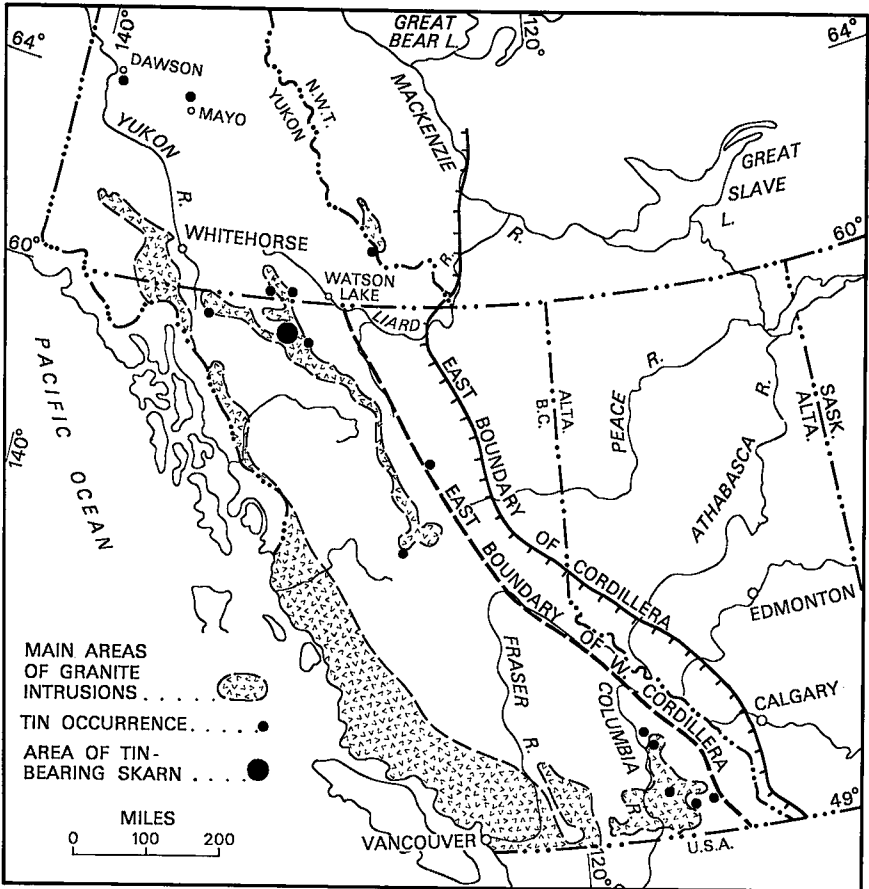 64°
140°
GREAT
BEAR L.
120°
64°
DAWSON
MAYO
YUKON
R.
N.W.T.
YUKON
MACKENZIE
R.
GREAT
SLAVE
L.
60°
WHITEHORSE
WATSON
LAKE
LIARD
R.
60°
PACIFIC OCEAN
140°
EAST BOUNDARY OF CORDILLERA
ALTA.
B.C.
PEACE R.
ATHABASCA R.
SASK.
ALTA.
EAST BOUNDARY OF W. CORDILLERA
EDMONTON
MAIN AREAS
OF GRANITE
INTRUSIONS . . . . .
TIN OCCURRENCE . . . . .
AREA OF TIN-
BEARING SKARN . . . .
FRASER R.
COLUMBIA R.
CALGARY
MILES
0 100 200
VANCOUVER
49°
U.S.A.
120°